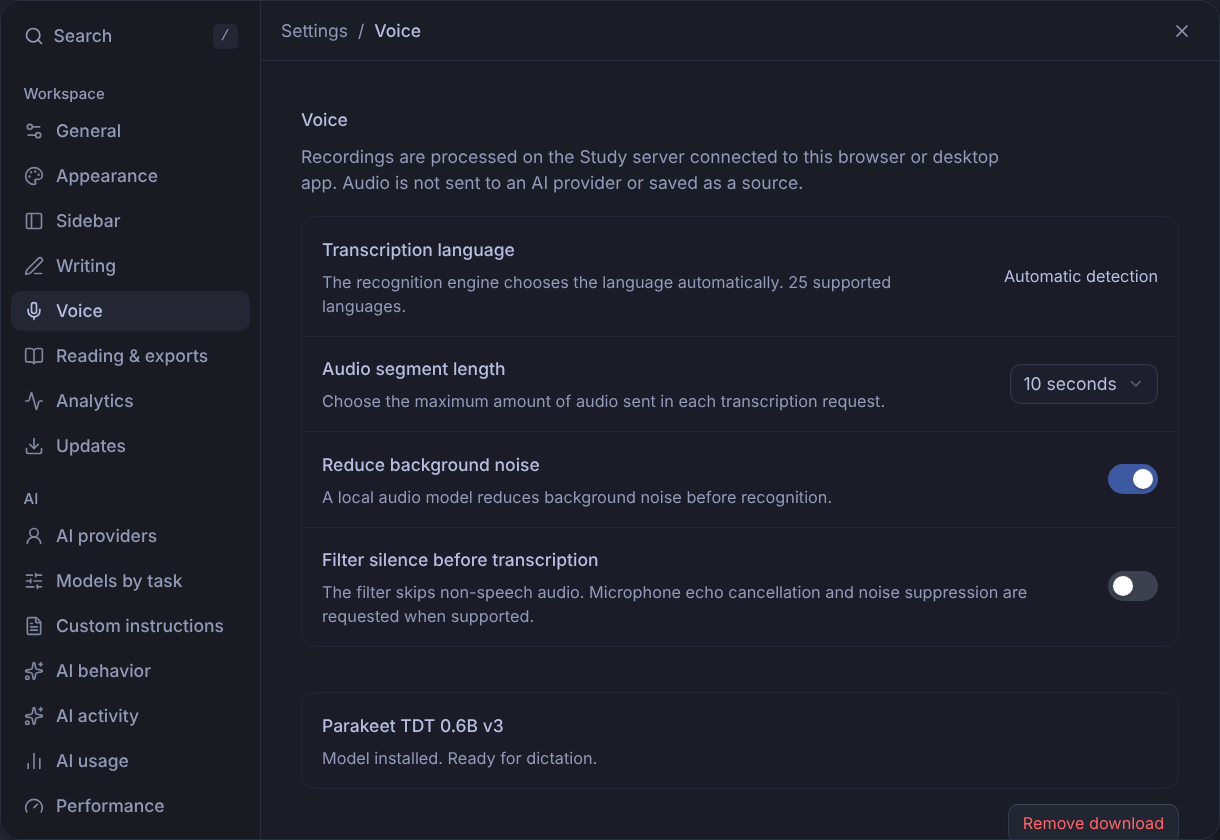 Search
/
Workspace
General
Appearance
Sidebar
Writing
Voice
Reading & exports
Analytics
Updates
AI
AI providers
Models by task
Custom instructions
AI behavior
AI activity
AI usage
Performance
Settings / Voice
Voice
Recordings are processed on the Study server connected to this browser or desktop
app. Audio is not sent to an AI provider or saved as a source.
Transcription language
The recognition engine chooses the language automatically. 25 supported
languages.
Automatic detection
Audio segment length
Choose the maximum amount of audio sent in each transcription request.
10 seconds
Reduce background noise
A local audio model reduces background noise before recognition.
Filter silence before transcription
The filter skips non-speech audio. Microphone echo cancellation and noise suppression are
requested when supported.
Parakeet TDT 0.6B v3
Model installed. Ready for dictation.
Remove download